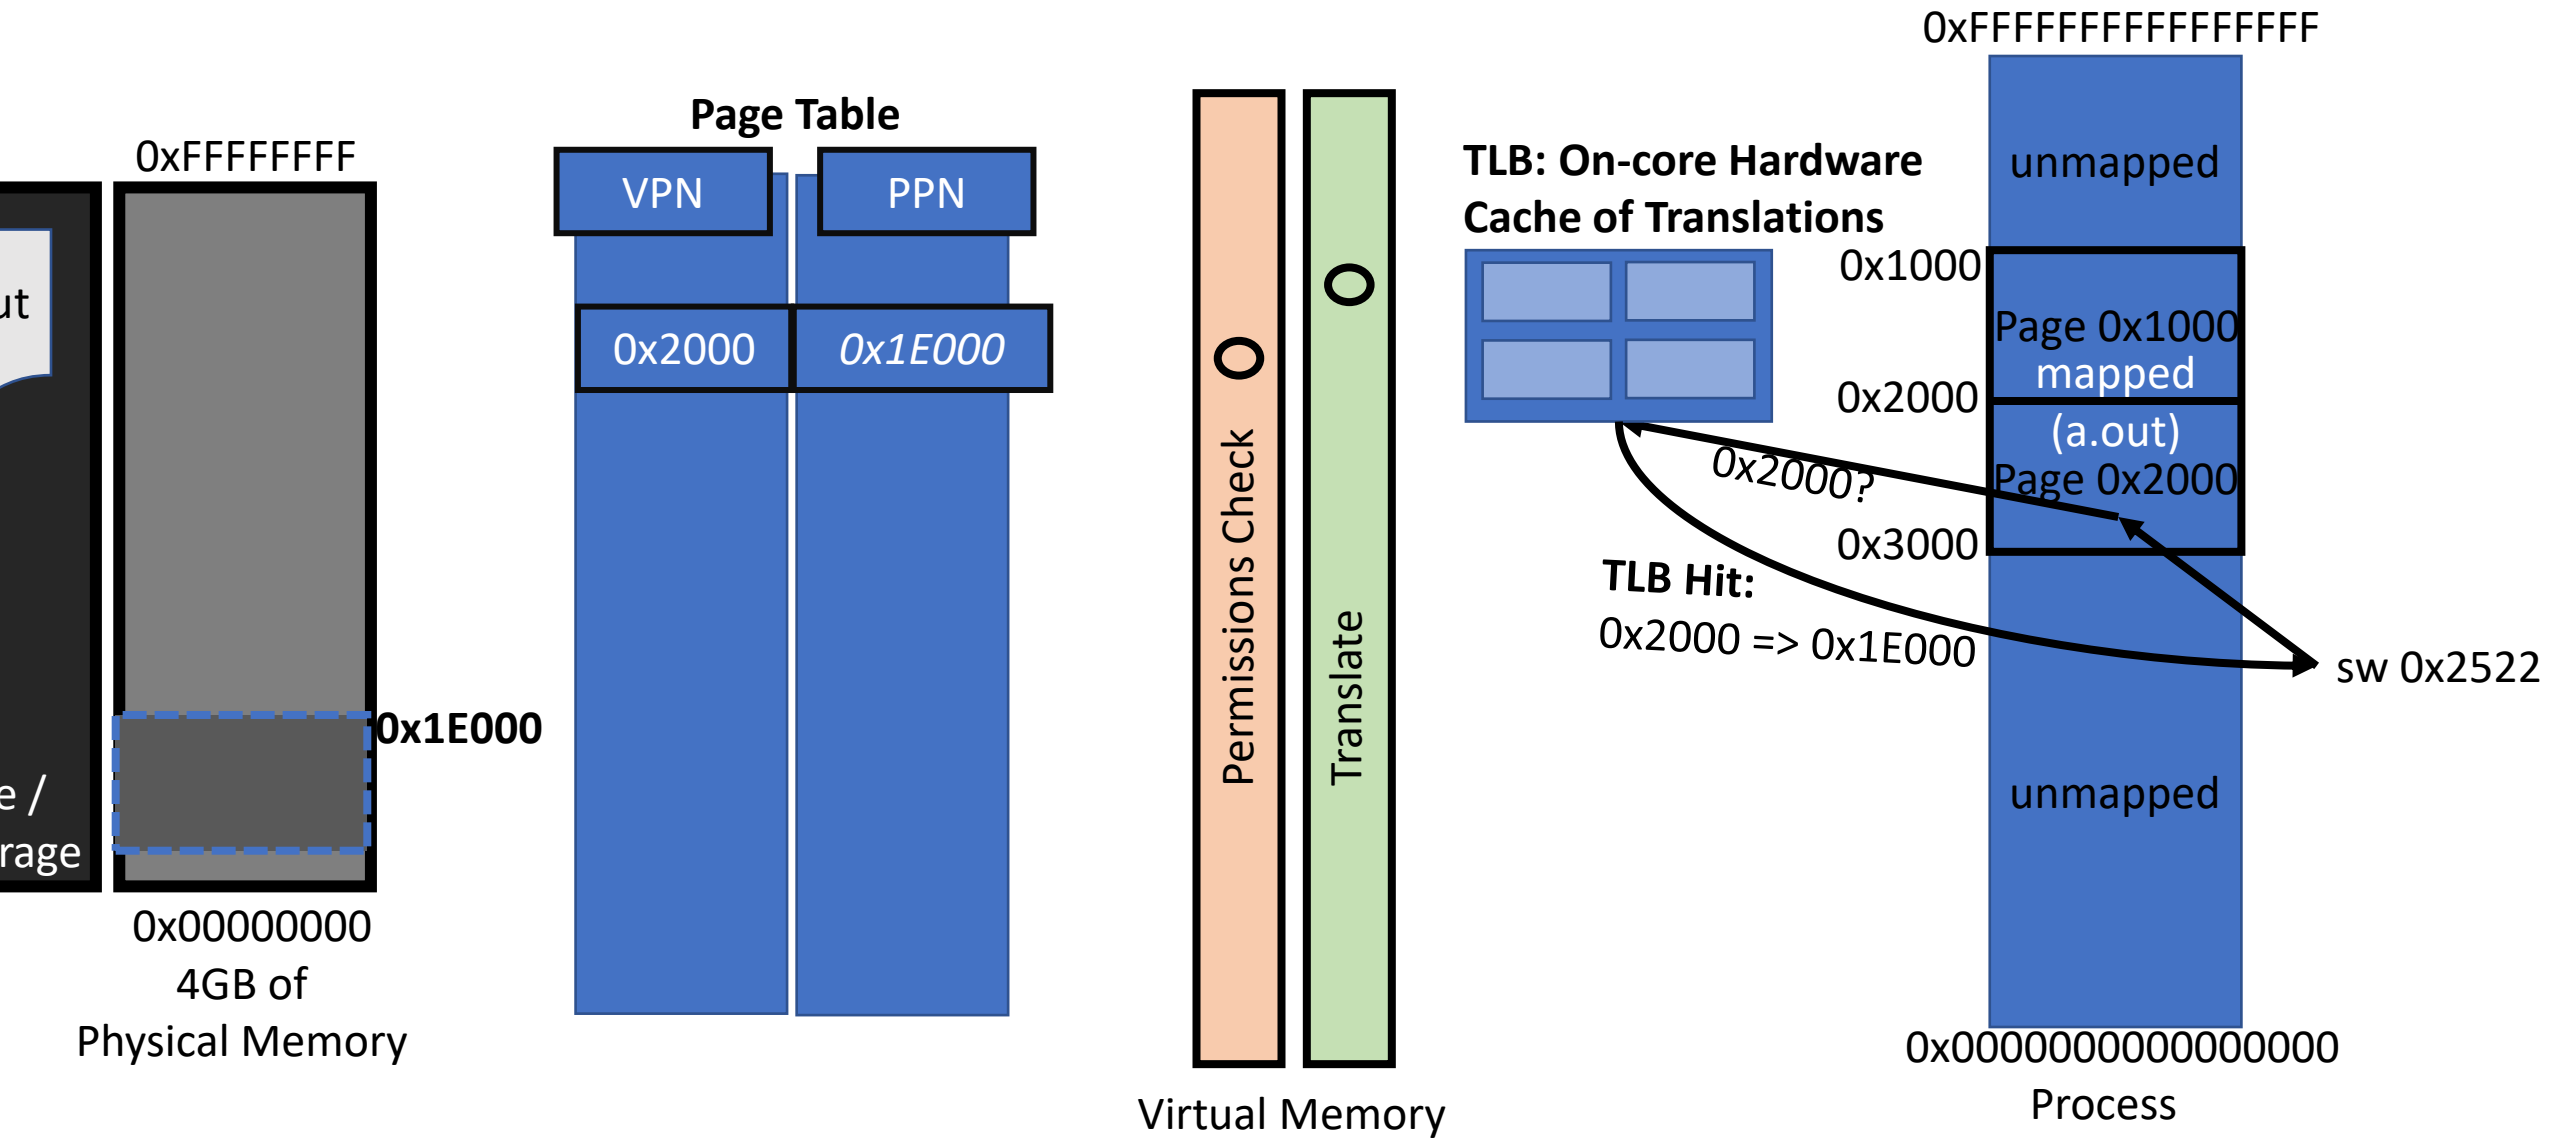 ut
e /
rage
0xFFFFFFFF
0x1E000
0x00000000
4GB of
Physical Memory
Page Table
VPN
PPN
0x2000
0x1E000
Permissions Check
Translate
Virtual Memory
TLB: On-core Hardware
Cache of Translations
0x2000?
TLB Hit:
0x2000 => 0x1E000
0xFFFFFFFFFFFFFFFF
unmapped
0x1000
Page 0x1000
mapped
0x2000
(a.out)
Page 0x2000
0x3000
sw 0x2522
unmapped
0x0000000000000000
Process